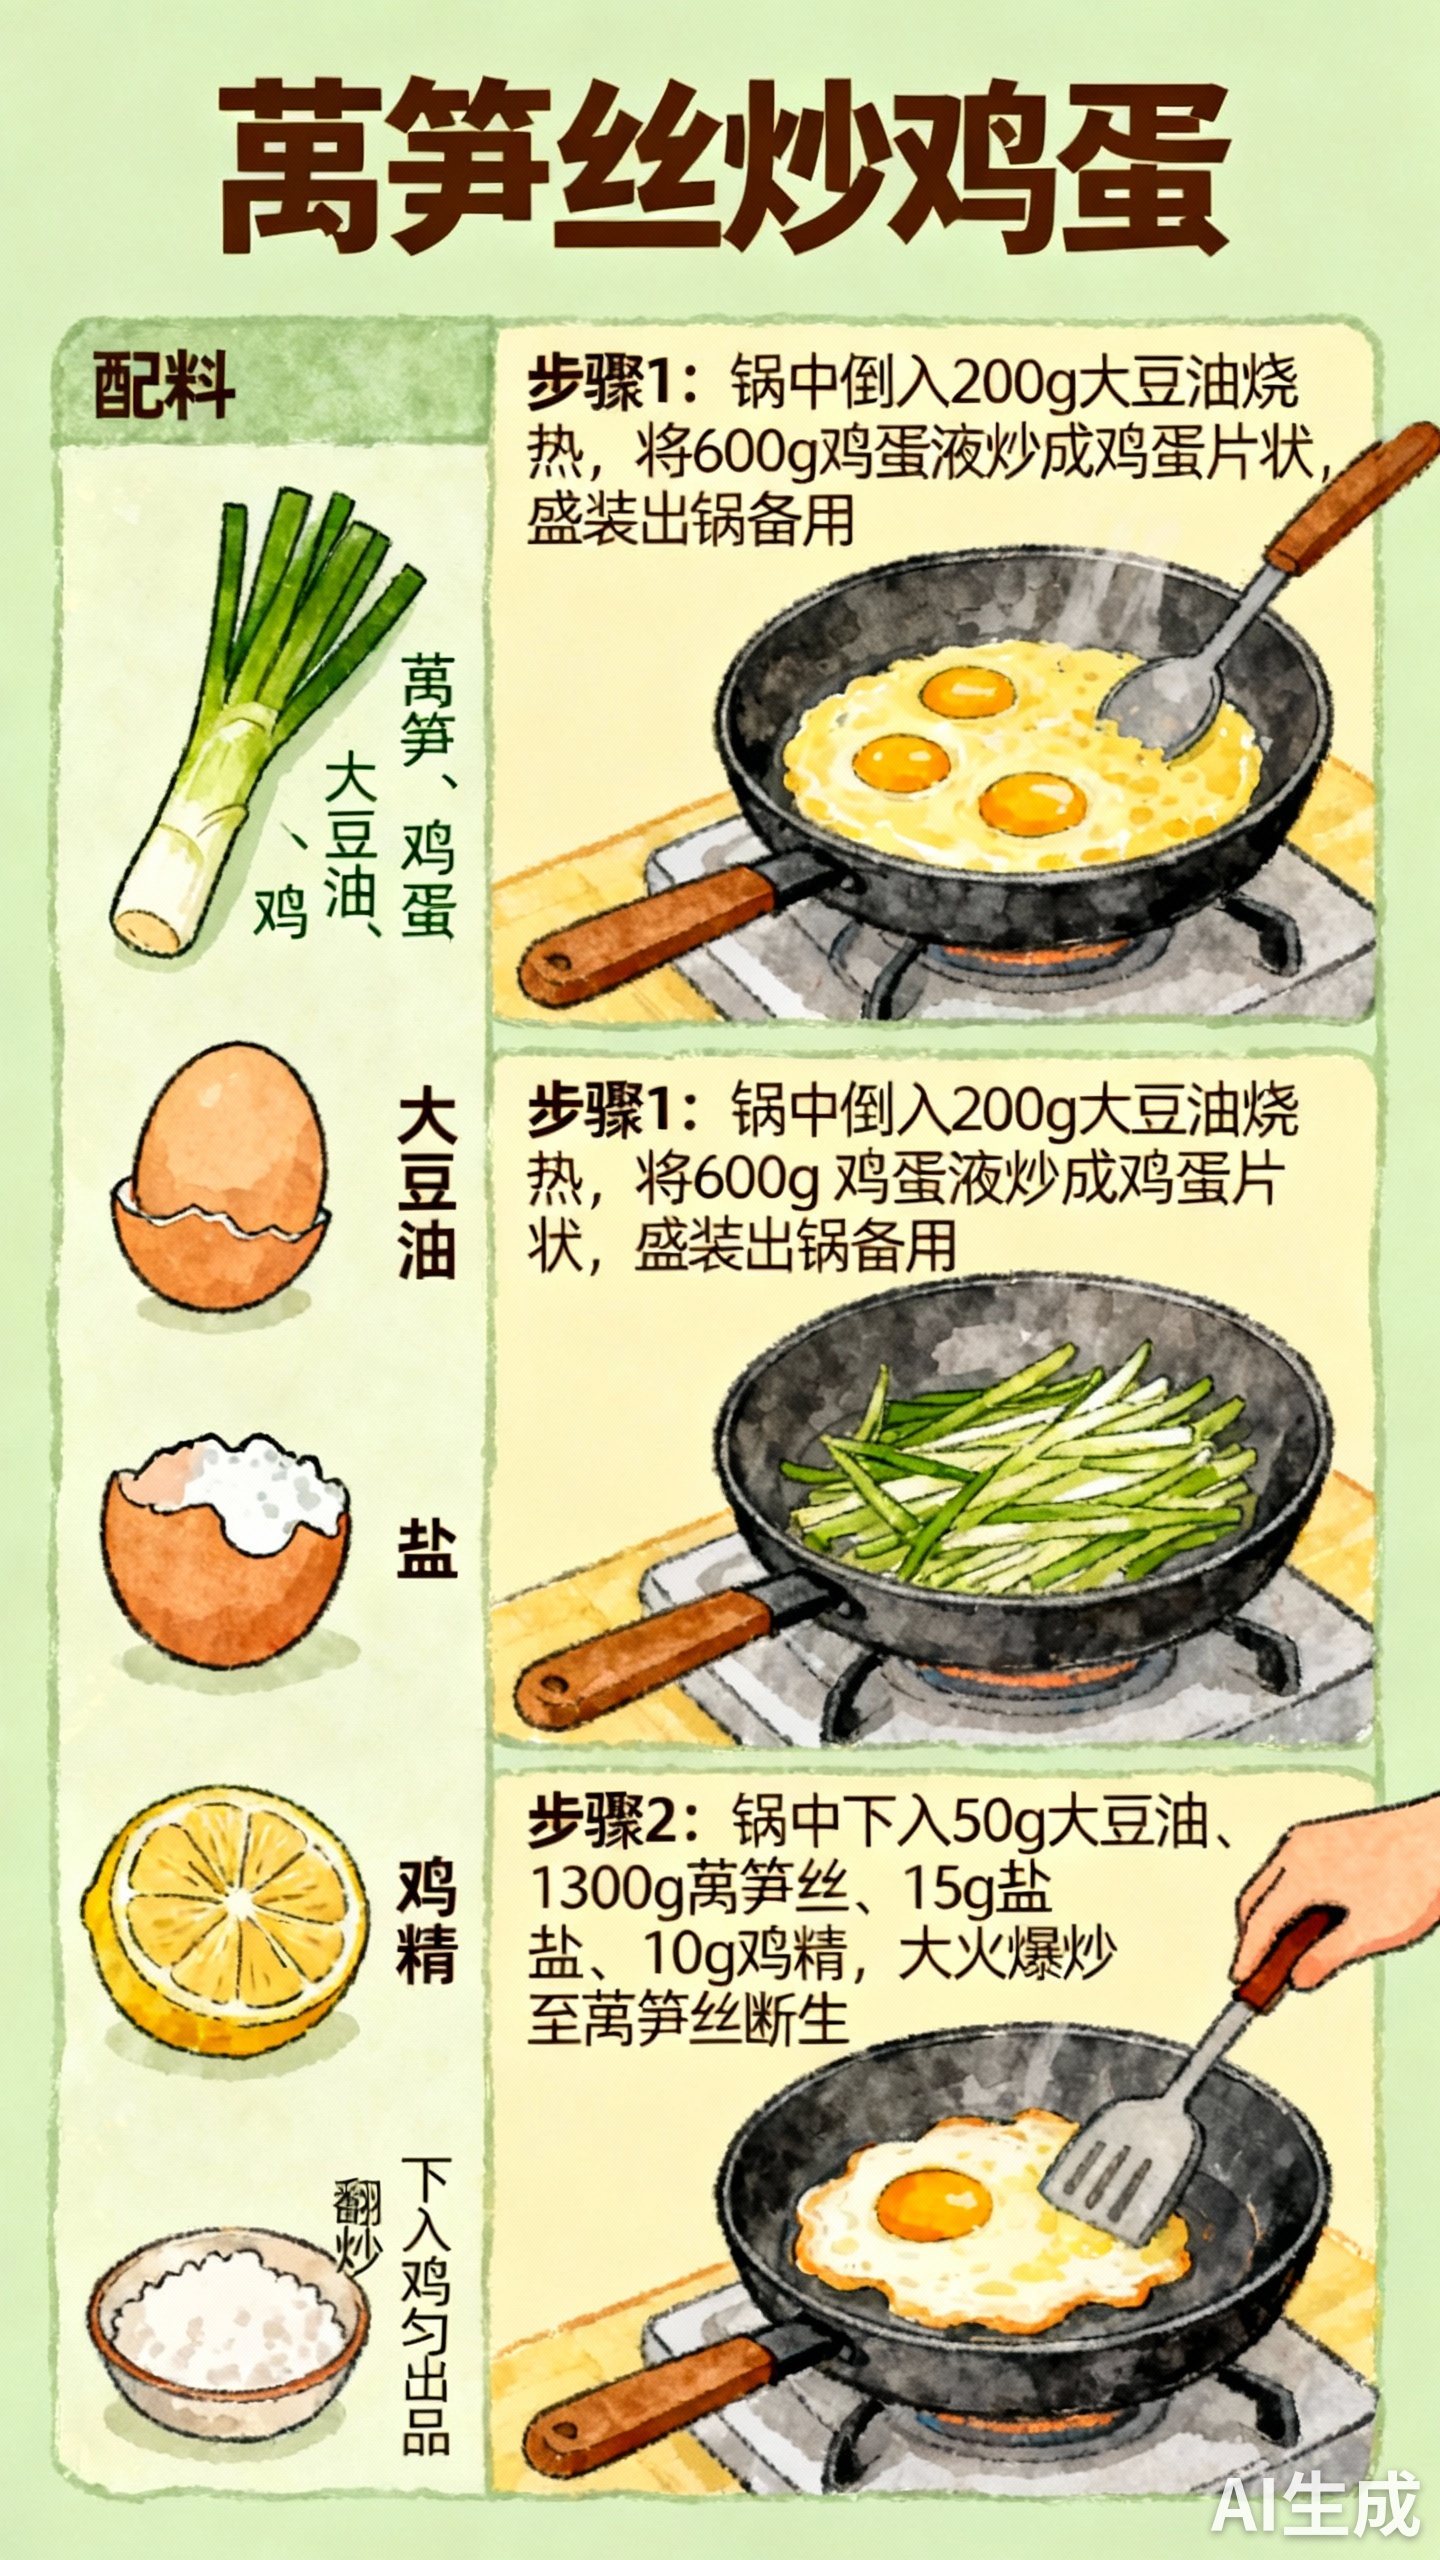 萬笋丝炒鸡蛋
配料
萬笋、鸡蛋
大豆油、
、鸡
大豆油
盐
鸡精
下入鸡匀出品
翻炒
步骤1：锅中倒入200g大豆油烧
热，将600g鸡蛋液炒成鸡蛋片状，
盛装出锅备用
步骤1：锅中倒入200g大豆油烧
热，将600g 鸡蛋液炒成鸡蛋片
状，盛装出锅备用
步骤2：锅中下入50g大豆油、
1300g萬笋丝、15g盐
盐、10g鸡精，大火爆炒
至萬笋丝断生
AI生成